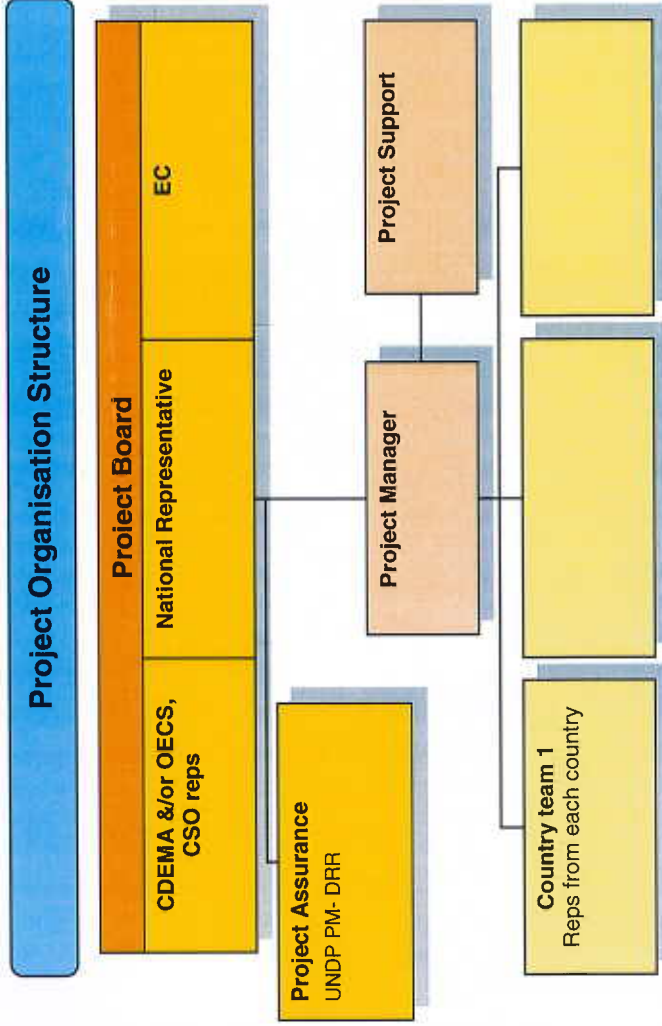 Project Organisation Structure
Project Board
CDEMA &/or OECS,
CSO reps
National Representative
EC
Project Assurance
UNDP PM- DRR
Project Manager
Project Support
Country team 1
Reps from each country